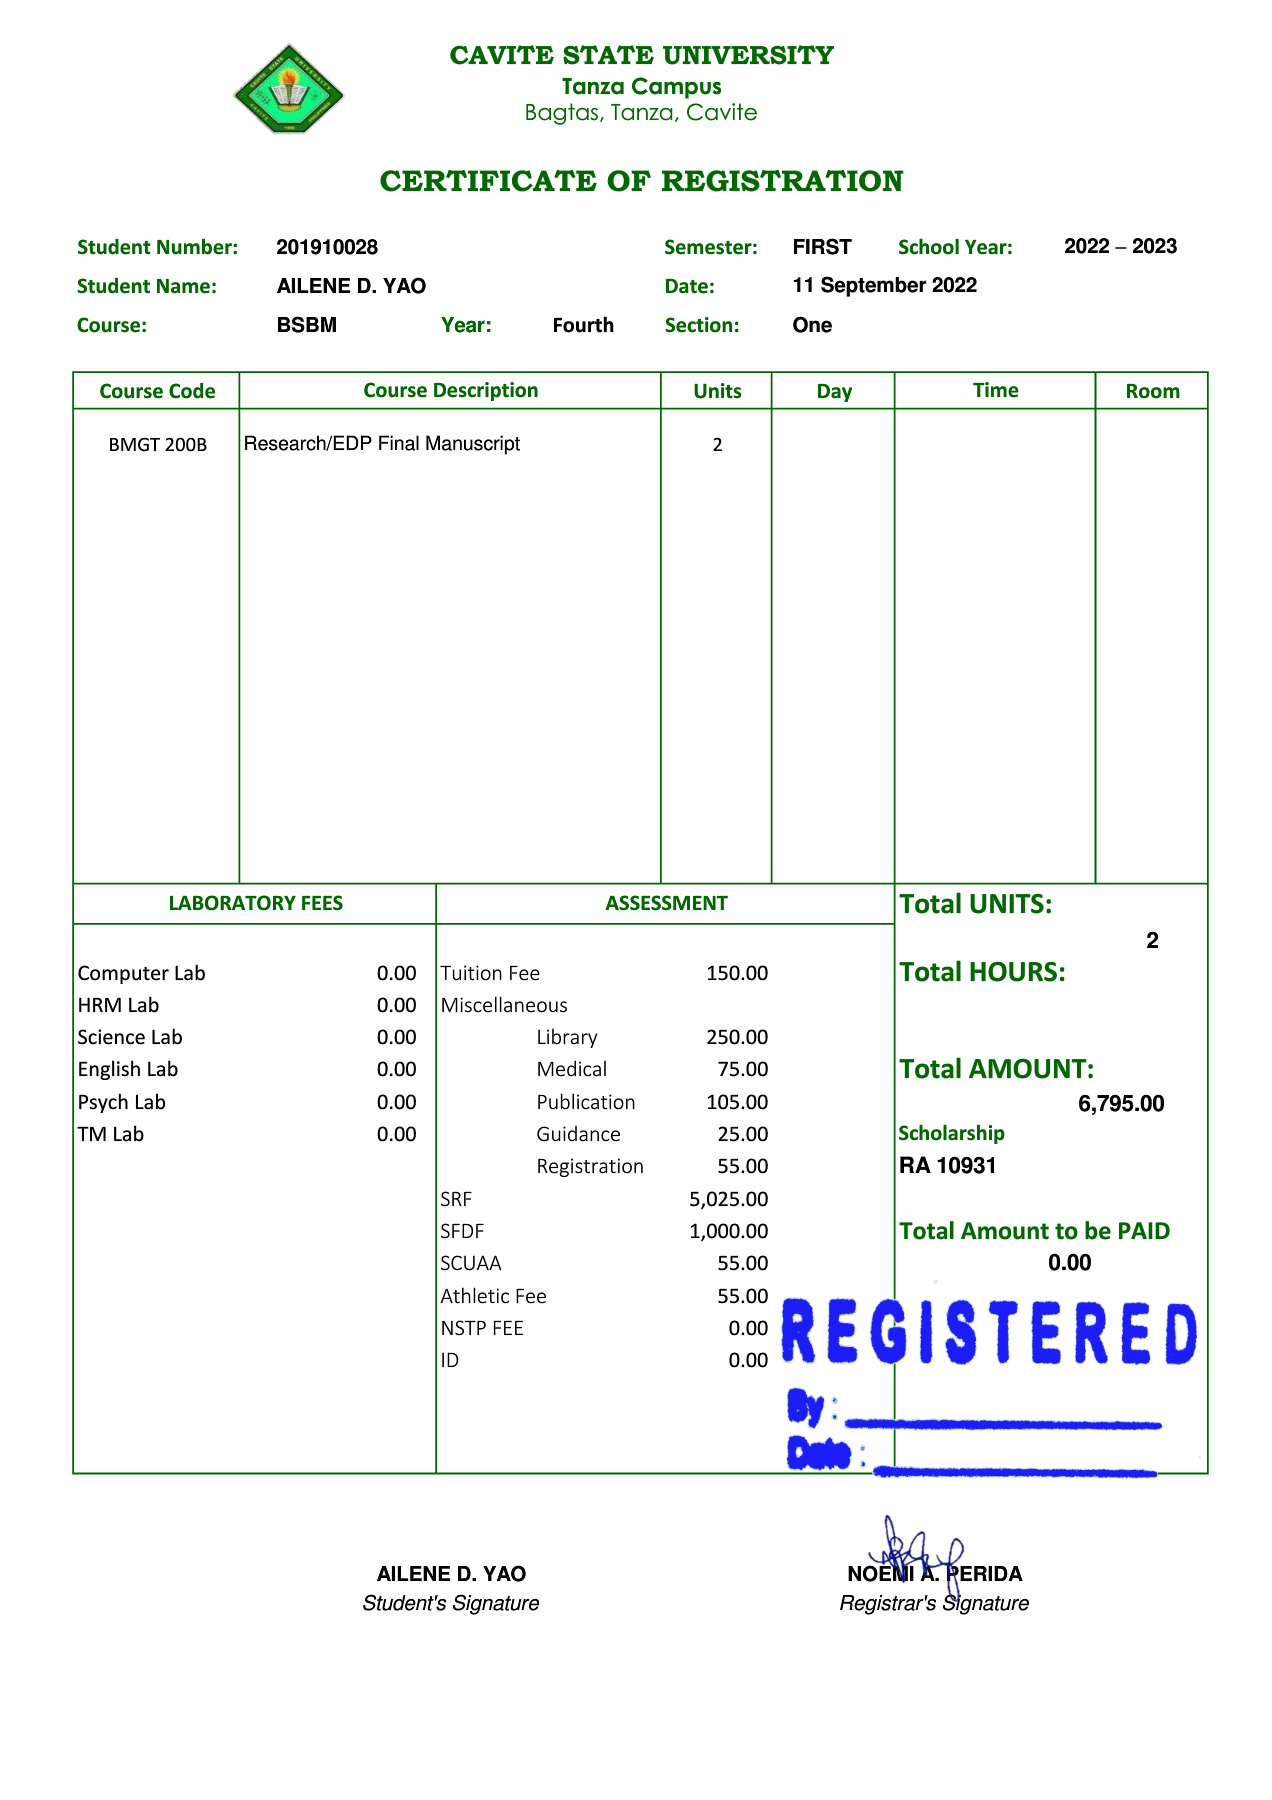 CAVITE STATE UNIVERSITY
Tanza Campus
Bagtas, Tanza, Cavite
CERTIFICATE OF REGISTRATION
Student Number: 201910028 Semester: FIRST School Year: 2022 – 2023
Student Name: AILENE D. YAO Date: 11 September 2022
Course: BSBM Year: Fourth Section: One
Course Code Course Description Units Day Time Room
BMGT 200B Research/EDP Final Manuscript 2
LABORATORY FEES ASSESSMENT Total UNITS:
2
Computer Lab 0.00 Tuition Fee 150.00 Total HOURS:
HRM Lab 0.00 Miscellaneous
Science Lab 0.00 Library 250.00
English Lab 0.00 Medical 75.00 Total AMOUNT:
Psych Lab 0.00 Publication 105.00 6,795.00
TM Lab 0.00 Guidance 25.00 Scholarship
Registration 55.00 RA 10931
SRF 5,025.00
SFDF 1,000.00 Total Amount to be PAID
SCUAA 55.00 0.00
Athletic Fee 55.00
NSTP FEE 0.00 REGISTERED
ID 0.00
By :
Date :
AILENE D. YAO NOEMI A. PERIDA
Student's Signature Registrar's Signature